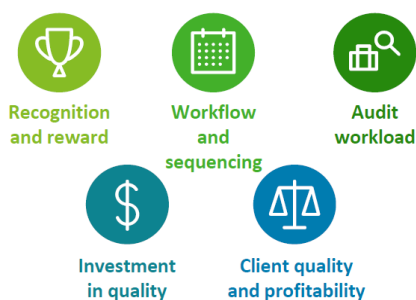 Recognition
and reward
Workflow
and
sequencing
Audit
workload
$
Investment
in quality
Client quality
and profitability